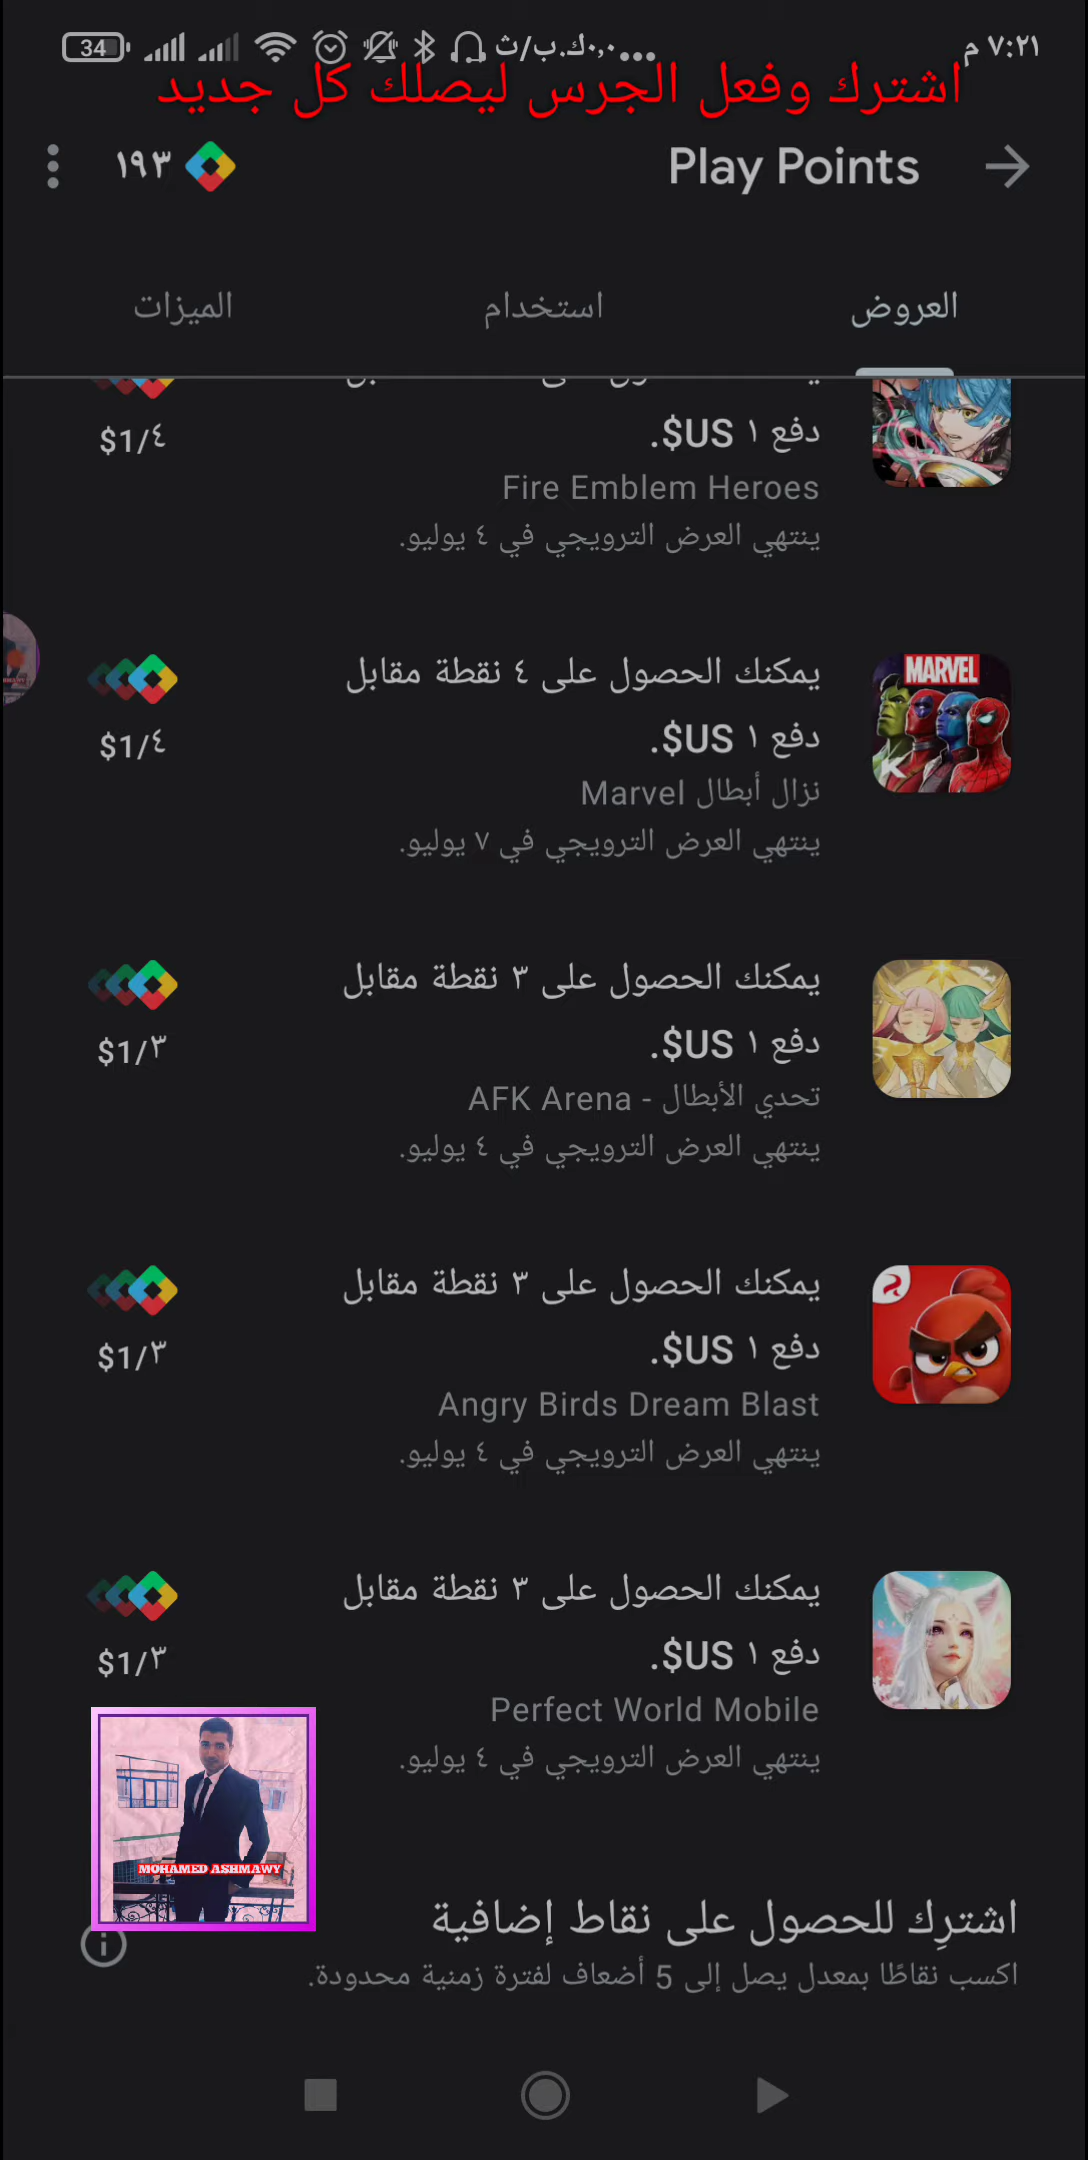 34 ...٠,٠ك.ب/ث ٧:٢١ م
اشترك وفعل الجرس ليصلك كل جديد
Play Points ١٩٣
العروض استخدام الميزات
دفع ١ US$.
$1/٤
Fire Emblem Heroes
ينتهي العرض الترويجي في ٤ يوليو.
MARVEL
يمكنك الحصول على ٤ نقطة مقابل
دفع ١ US$.
$1/٤
نزال أبطال Marvel
ينتهي العرض الترويجي في ٧ يوليو.
يمكنك الحصول على ٣ نقطة مقابل
دفع ١ US$.
$1/٣
تحدي الأبطال - AFK Arena
ينتهي العرض الترويجي في ٤ يوليو.
يمكنك الحصول على ٣ نقطة مقابل
دفع ١ US$.
$1/٣
Angry Birds Dream Blast
ينتهي العرض الترويجي في ٤ يوليو.
يمكنك الحصول على ٣ نقطة مقابل
دفع ١ US$.
$1/٣
Perfect World Mobile
ينتهي العرض الترويجي في ٤ يوليو.
MOHAMED ASHMAWY
اشترِك للحصول على نقاط إضافية
اكسب نقاطًا بمعدل يصل إلى 5 أضعاف لفترة زمنية محدودة.